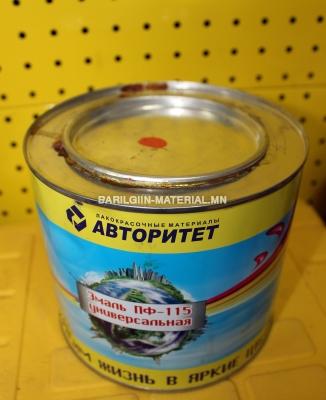 BARILGIIN-MATERIAL.MN
ЛАКОКРАСОЧНЫЕ МАТЕРИАЛЫ
АВТОРИТЕТ
Эмаль ПФ-115
универсальная
ЖИЗНЬ В ЯРКИЕ